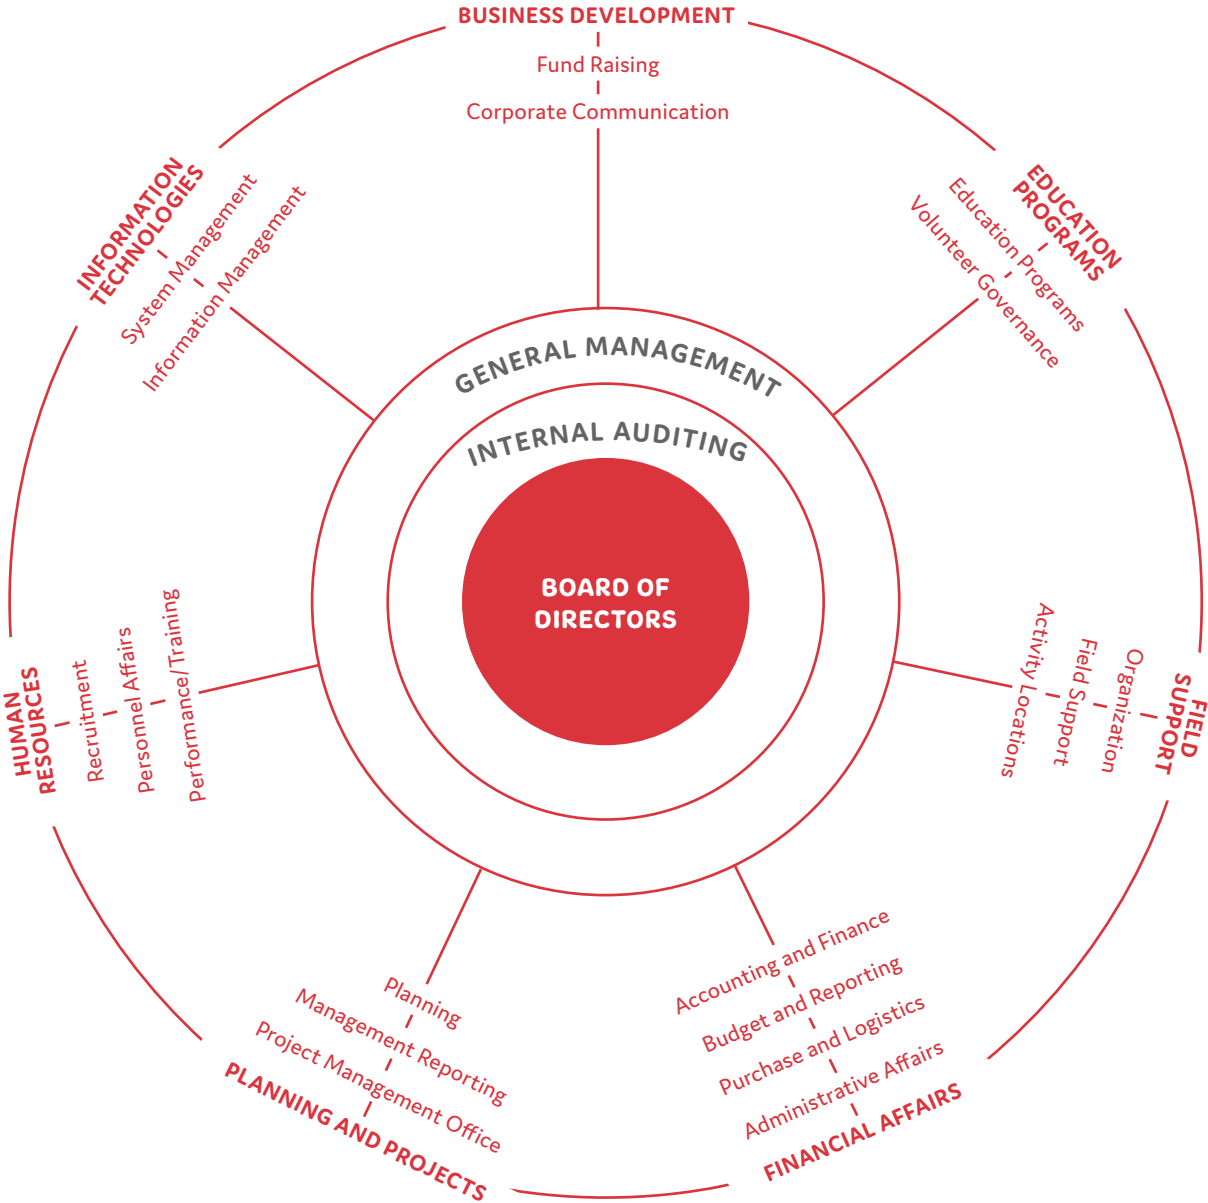 BUSINESS DEVELOPMENT
Fund Raising
Corporate Communication
EDUCATION
PROGRAMS
Education Programs
Volunteer Governance
FIELD
SUPPORT
Organization
Field Support
Activity Locations
Accounting and Finance
Budget and Reporting
Purchase and Logistics
Administrative Affairs
FINANCIAL AFFAIRS
Planning
Management Reporting
Project Management Office
PLANNING AND PROJECTS
HUMAN
RESOURCES
Recruitment
Personnel Affairs
Performance/Training
INFORMATION
TECHNOLOGIES
System Management
Information Management
GENERAL MANAGEMENT
INTERNAL AUDITING
BOARD OF
DIRECTORS